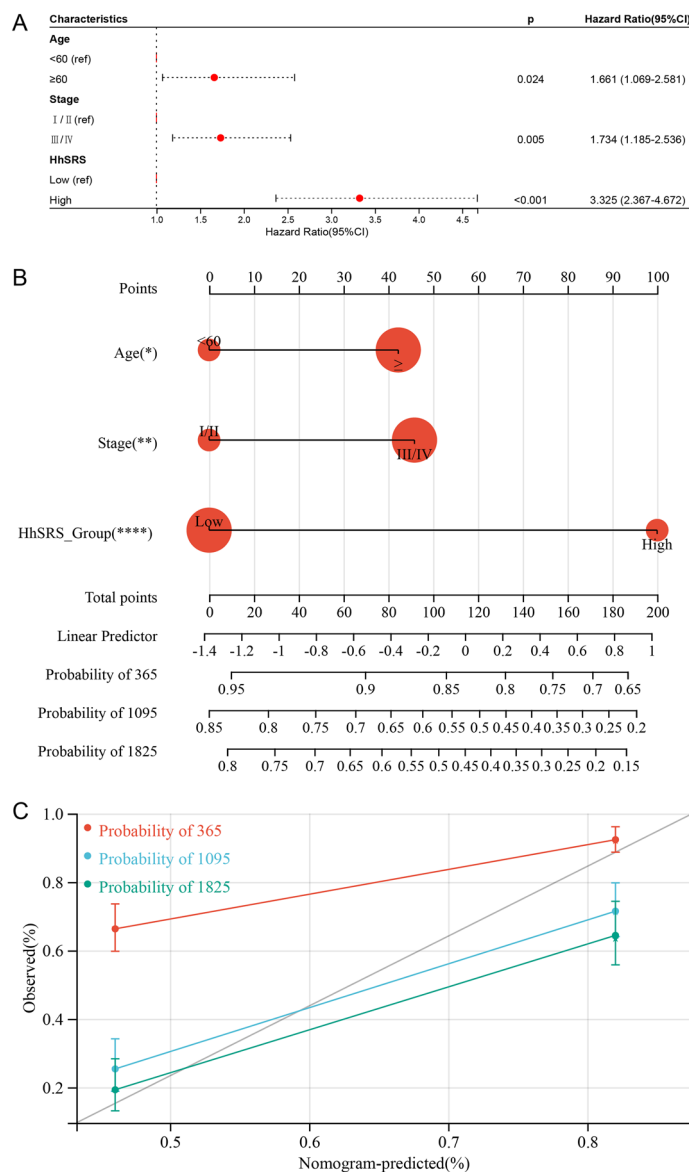 A
Characteristics p Hazard Ratio(95%CI)
Age
<60 (ref)
≥60 0.024 1.661 (1.069-2.581)
Stage
Ⅰ/Ⅱ (ref)
Ⅲ/Ⅳ 0.005 1.734 (1.185-2.536)
HhSRS
Low (ref)
High <0.001 3.325 (2.367-4.672)
1.0 1.5 2.0 2.5 3.0 3.5 4.0 4.5
Hazard Ratio(95%CI)
B
0 10 20 30 40 50 60 70 80 90 100
Points
<60
Age(*)
≥
I/II
Stage(**)
III/IV
Low
HhSRS_Group(****)
High
Total points
0 20 40 60 80 100 120 140 160 180 200
Linear Predictor
-1.4 -1.2 -1 -0.8 -0.6 -0.4 -0.2 0 0.2 0.4 0.6 0.8 1
Probability of 365
0.95 0.9 0.85 0.8 0.75 0.7 0.65
Probability of 1095
0.85 0.8 0.75 0.7 0.65 0.6 0.55 0.5 0.45 0.4 0.35 0.3 0.25 0.2
Probability of 1825
0.8 0.75 0.7 0.65 0.6 0.55 0.5 0.45 0.4 0.35 0.3 0.25 0.2 0.15
C
1.0
Probability of 365
Probability of 1095
Probability of 1825
0.8
0.6
0.4
0.2
Observed(%)
0.5 0.6 0.7 0.8
Nomogram-predicted(%)